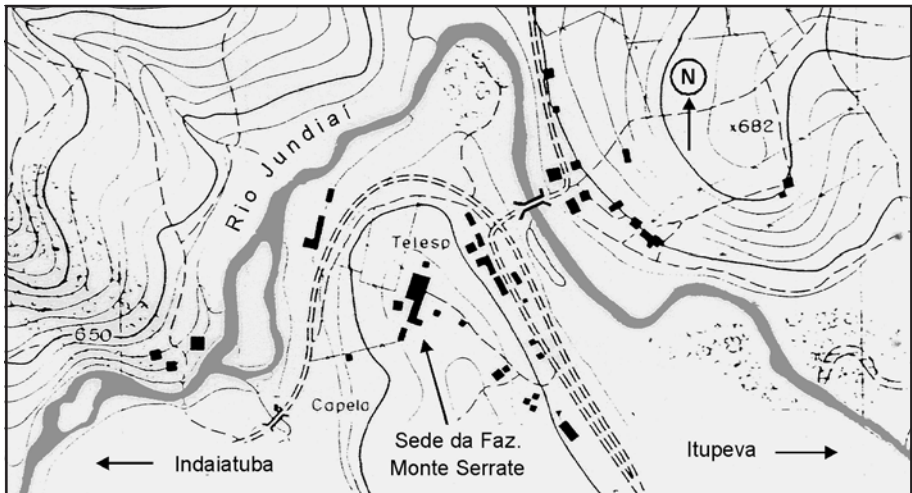 N
x682
Rio Jundiaí
Telesp
650
Capela
Sede da Faz.
Monte Serrate
Indaiatuba
Itupeva